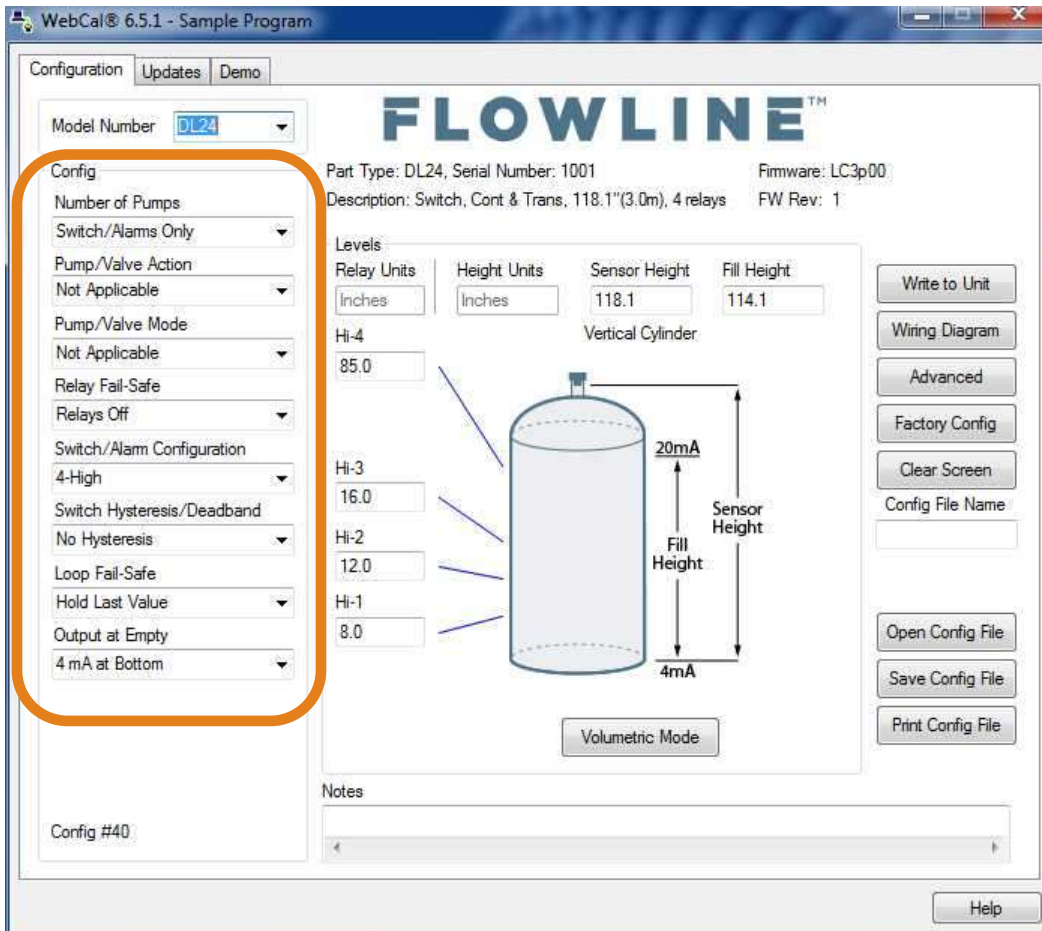 WebCal® 6.5.1 - Sample Program
Configuration Updates Demo
Model Number DL24
FLOWLINE™
Config
Number of Pumps
Switch/Alarms Only
Pump/Valve Action
Not Applicable
Pump/Valve Mode
Not Applicable
Relay Fail-Safe
Relays Off
Switch/Alarm Configuration
4-High
Switch Hysteresis/Deadband
No Hysteresis
Loop Fail-Safe
Hold Last Value
Output at Empty
4 mA at Bottom
Config #40
Part Type: DL24, Serial Number: 1001 Firmware: LC3p00
Description: Switch, Cont & Trans, 118.1"(3.0m), 4 relays FW Rev: 1
Levels
Relay Units Height Units Sensor Height Fill Height
Inches Inches 118.1 114.1
Vertical Cylinder
Hi-4
85.0
Hi-3
16.0
Hi-2
12.0
Hi-1
8.0
20mA
Sensor
Height
Fill
Height
4mA
Volumetric Mode
Write to Unit
Wiring Diagram
Advanced
Factory Config
Clear Screen
Config File Name
Open Config File
Save Config File
Print Config File
Notes
Help